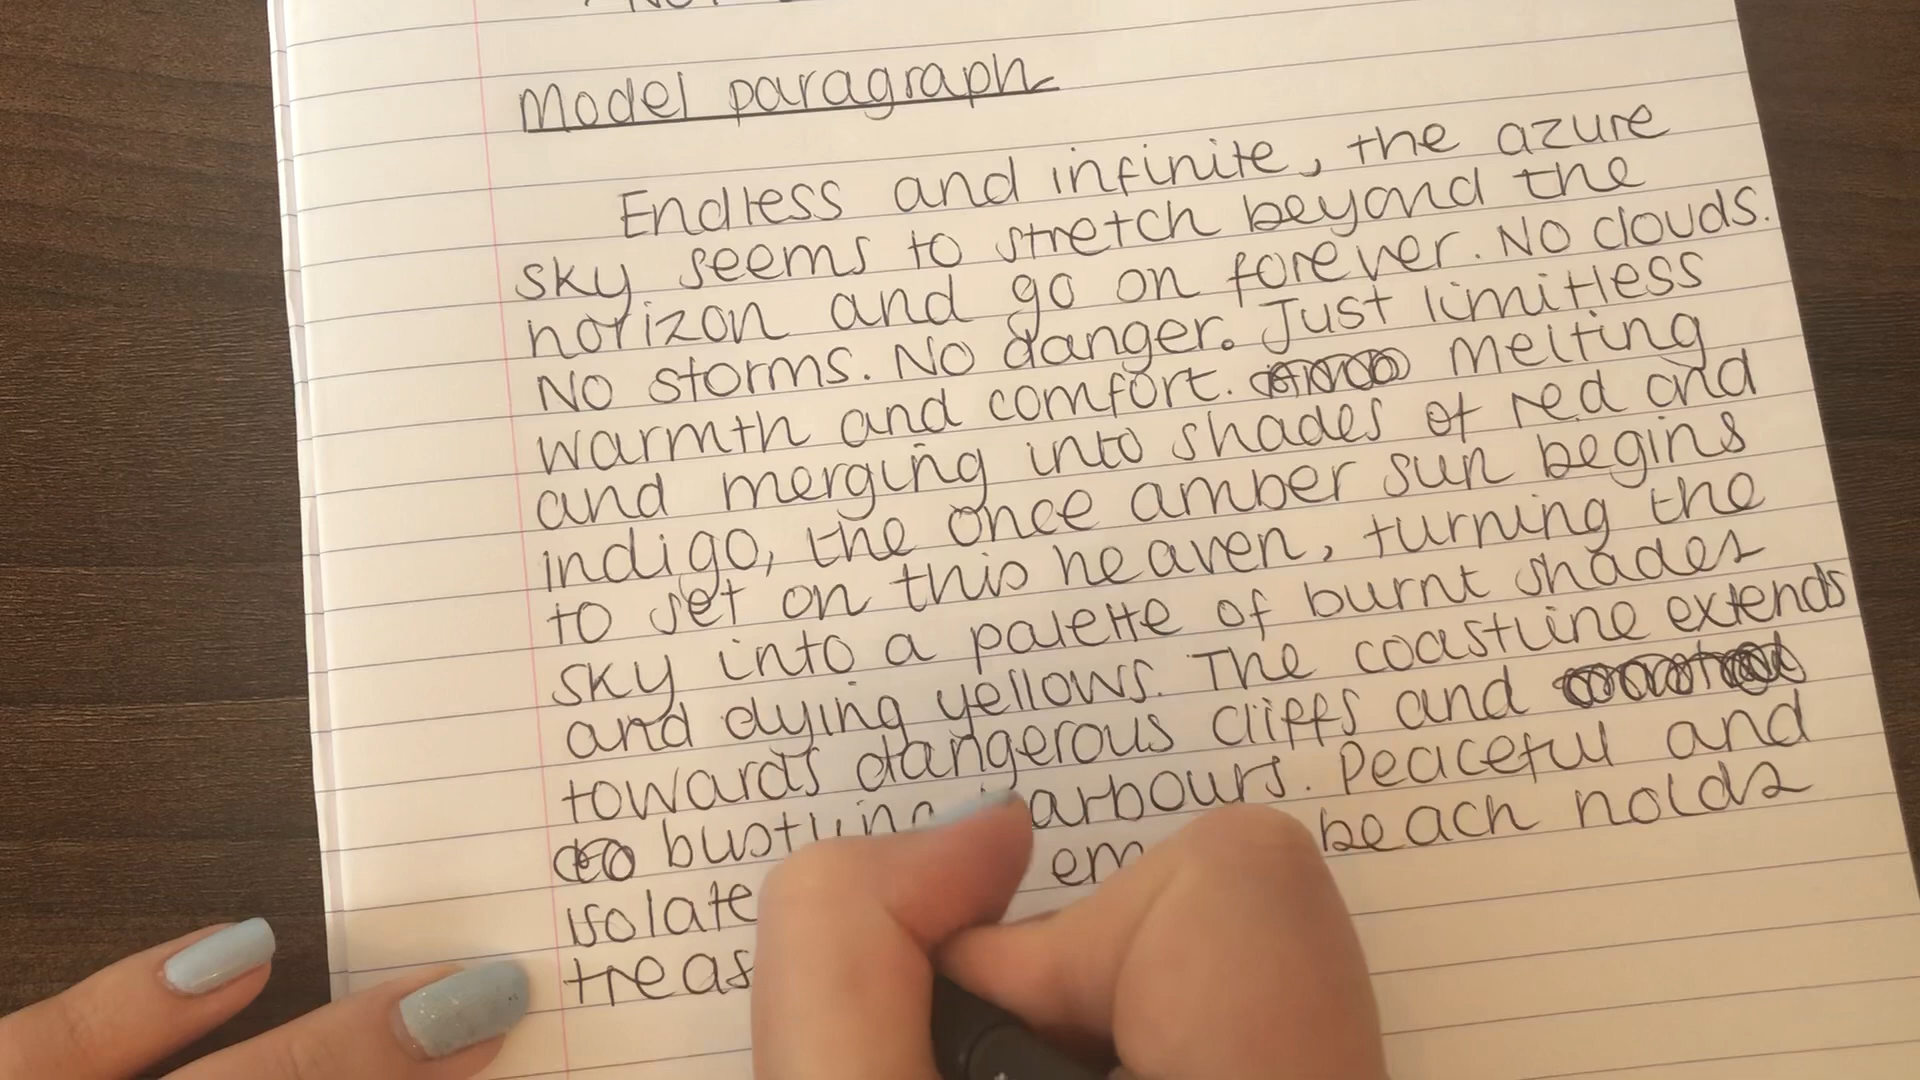 Model paragraph
Endless and infinite, the azure
sky seems to stretch beyond the
horizon and go on forever. No clouds.
No storms. No danger. Just limitless
warmth and comfort. Melting
and merging into shades of red and
indigo, the once amber sun begins
to set on this heaven, turning the
sky into a palette of burnt shades
and dying yellows. The coastline extends
towards dangerous cliffs and
bustling harbours. Peaceful and
beach holds